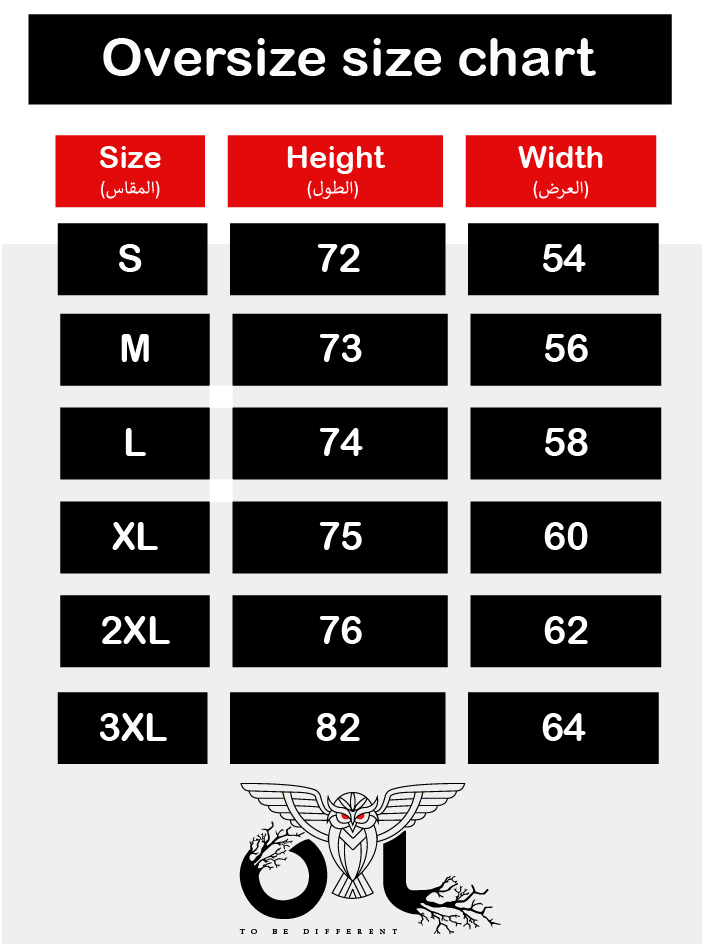 Oversize size chart
Size Height Width
(المقاس) (الطول) (العرض)
S 72 54
M 73 56
L 74 58
XL 75 60
2XL 76 62
3XL 82 64
OL
TO BE DIFFERENT